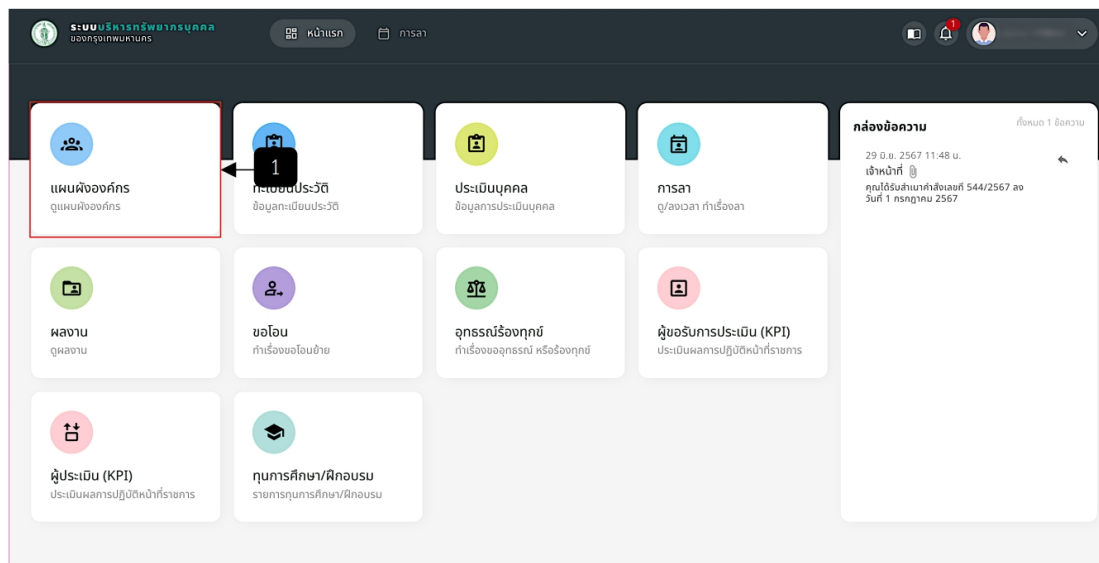 ระบบบริหารทรัพยากรบุคคล
ของกรุงเทพมหานคร
หน้าแรก
การลา
1
แผนผังองค์กร
ดูแผนผังองค์กร
1
ทะเบียนประวัติ
ข้อมูลทะเบียนประวัติ
ประเมินบุคคล
ข้อมูลการประเมินบุคคล
การลา
ดู/ลงเวลา ทำเรื่องลา
กล่องข้อความ
ทั้งหมด 1 ข้อความ
29 มิ.ย. 2567 11:48 น.
เจ้าหน้าที่
คุณได้รับสำเนาคำสั่งเลขที่ 544/2567 ลง
วันที่ 1 กรกฎาคม 2567
ผลงาน
ดูผลงาน
ขอโอน
ทำเรื่องขอโอนย้าย
อุทธรณ์ร้องทุกข์
ทำเรื่องขออุทธรณ์ หรือร้องทุกข์
ผู้ขอรับการประเมิน (KPI)
ประเมินผลการปฏิบัติหน้าที่ราชการ
ผู้ประเมิน (KPI)
ประเมินผลการปฏิบัติหน้าที่ราชการ
ทุนการศึกษา/ฝึกอบรม
รายการทุนการศึกษา/ฝึกอบรม